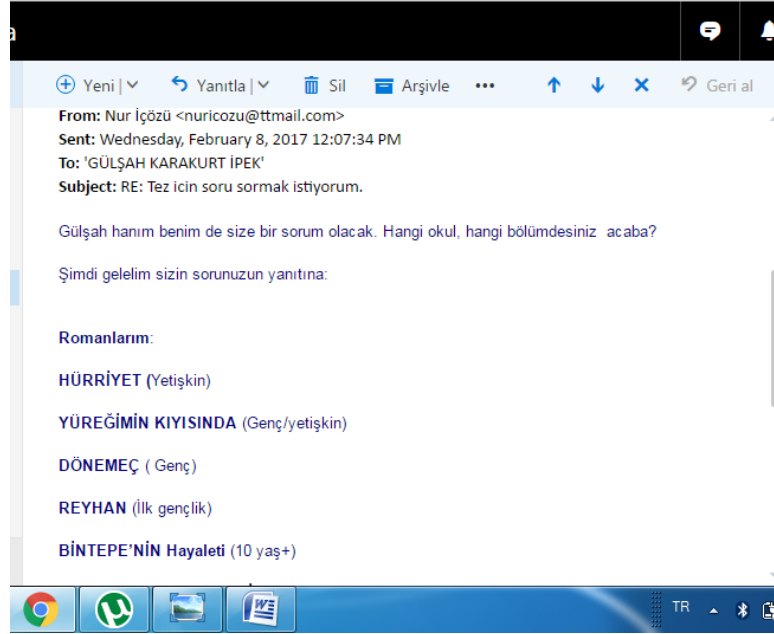 Yeni
Yanıtla
Sil
Arşivle
Geri al
From: Nur İçözü <nuricozu@ttmail.com>
Sent: Wednesday, February 8, 2017 12:07:34 PM
To: 'GÜLŞAH KARAKURT İPEK'
Subject: RE: Tez icin soru sormak istiyorum.
Gülşah hanım benim de size bir sorum olacak. Hangi okul, hangi bölümdesiniz acaba?
Şimdi gelelim sizin sorunuzun yanıtına:
Romanlarım:
HÜRRİYET (Yetişkin)
YÜREĞİMİN KIYISINDA (Genç/yetişkin)
DÖNEMEÇ ( Genç)
REYHAN (İlk gençlik)
BİNTEPE'NİN Hayaleti (10 yaş+)
TR